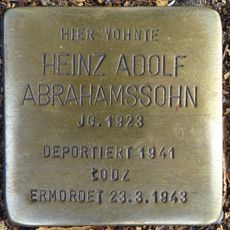 HIER WOHNTE
HEINZ ADOLF
ABRAHAMSSOHN
JG. 1923
DEPORTIERT 1941
ŁODZ
ERMORDET 23.3.1943